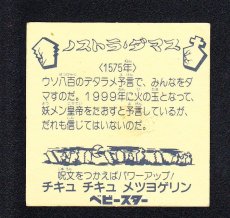 ノストラ・ダマス
〈1575年〉
ウソ八百のデタラメ予言で、みんなをダ
マすのだ。1999年に火の玉となって、
妖メン皇帝をたおすと予言しているが、
だれも信じてはいないのだ。
呪文をつかえばパワーアップ!
チキュ チキュ メツヨゲリン
ベビースター